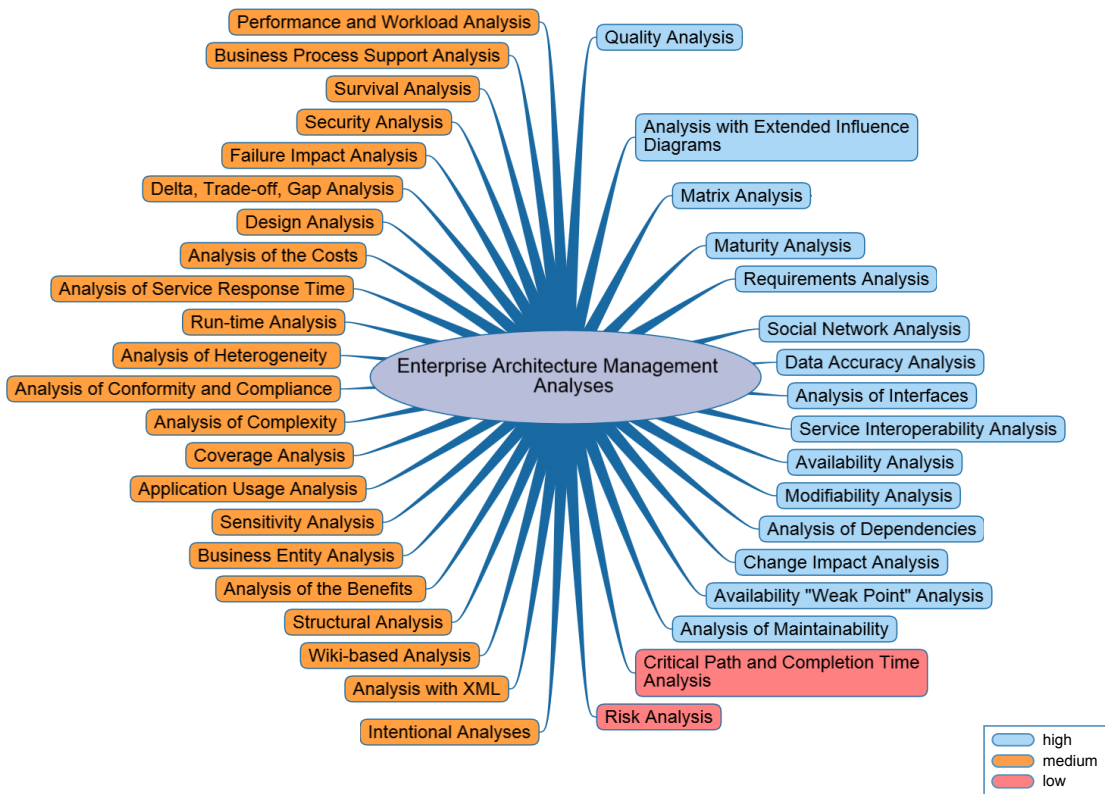 Performance and Workload Analysis
Business Process Support Analysis
Survival Analysis
Security Analysis
Failure Impact Analysis
Delta, Trade-off, Gap Analysis
Design Analysis
Analysis of the Costs
Analysis of Service Response Time
Run-time Analysis
Analysis of Heterogeneity
Analysis of Conformity and Compliance
Analysis of Complexity
Coverage Analysis
Application Usage Analysis
Sensitivity Analysis
Business Entity Analysis
Analysis of the Benefits
Structural Analysis
Wiki-based Analysis
Analysis with XML
Intentional Analyses
Enterprise Architecture Management
Analyses
Quality Analysis
Analysis with Extended Influence
Diagrams
Matrix Analysis
Maturity Analysis
Requirements Analysis
Social Network Analysis
Data Accuracy Analysis
Analysis of Interfaces
Service Interoperability Analysis
Availability Analysis
Modifiability Analysis
Analysis of Dependencies
Change Impact Analysis
Availability "Weak Point" Analysis
Analysis of Maintainability
Critical Path and Completion Time
Analysis
Risk Analysis
high
medium
low